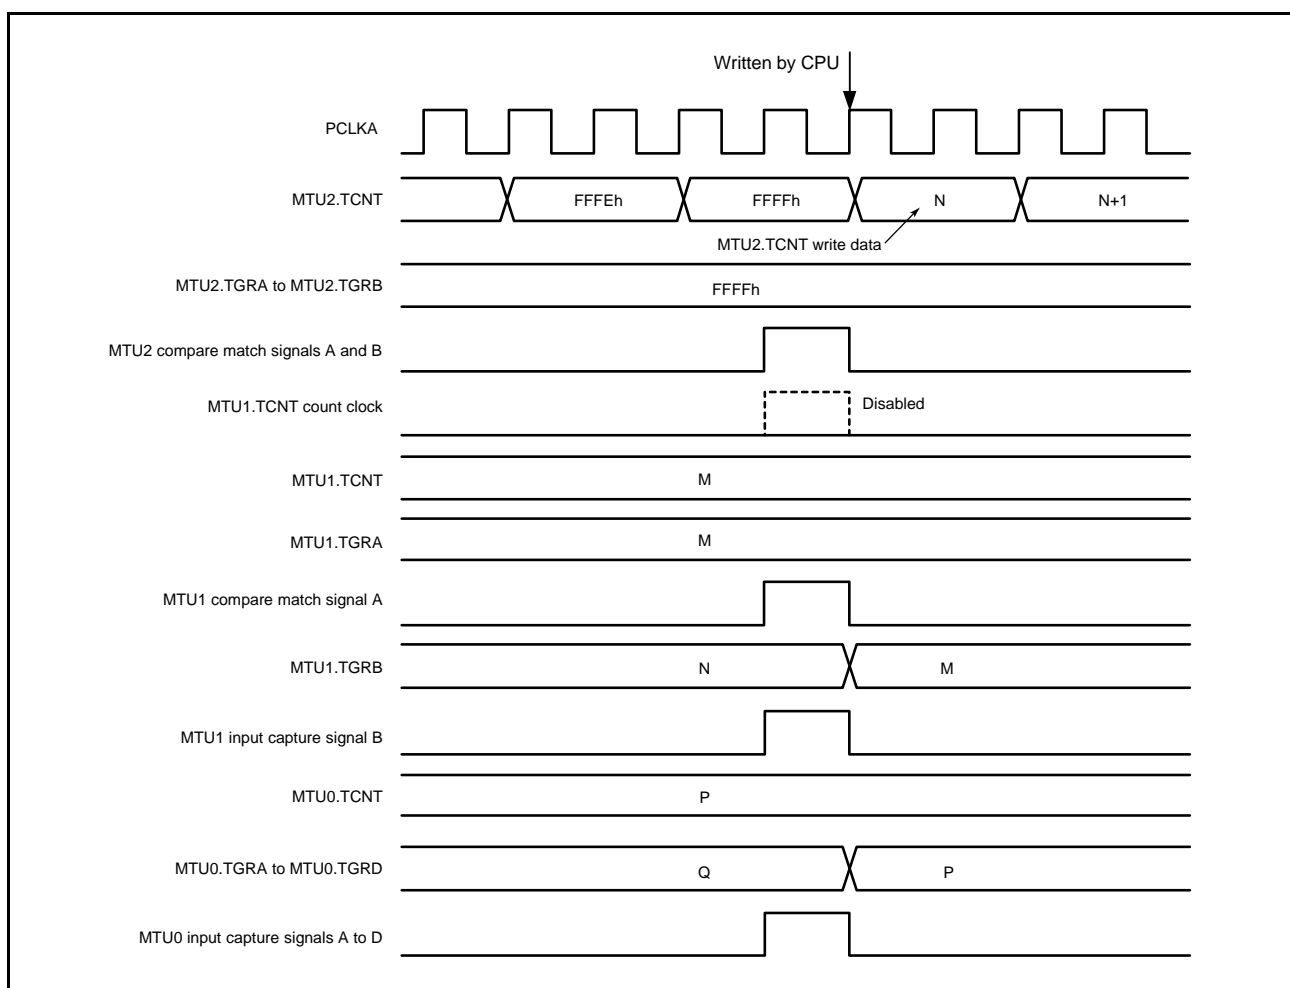 Written by CPU
PCLKA
MTU2.TCNT FFFEh FFFFh N N+1
MTU2.TCNT write data
MTU2.TGRA to MTU2.TGRB FFFFh
MTU2 compare match signals A and B
MTU1.TCNT count clock Disabled
MTU1.TCNT M
MTU1.TGRA M
MTU1 compare match signal A
MTU1.TGRB N M
MTU1 input capture signal B
MTU0.TCNT P
MTU0.TGRA to MTU0.TGRD Q P
MTU0 input capture signals A to D